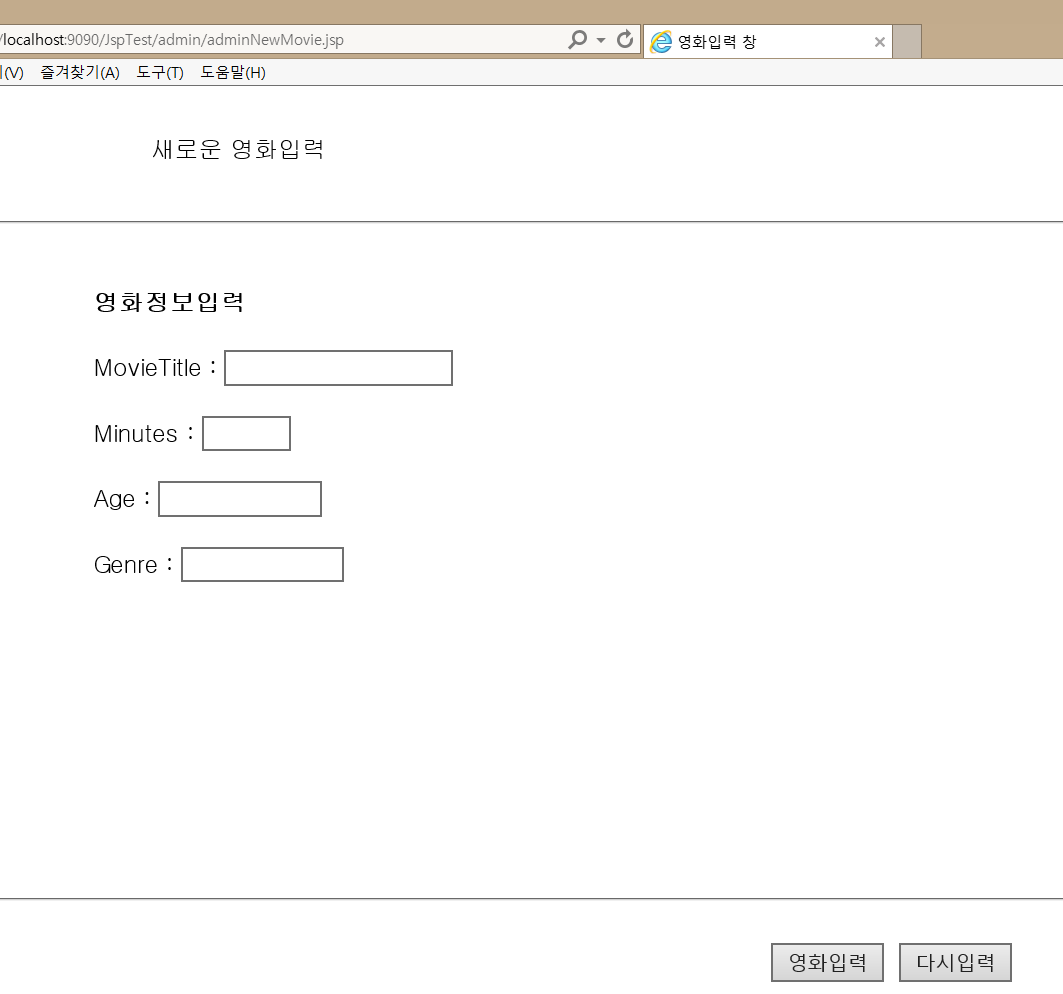 /localhost:9090/JspTest/admin/adminNewMovie.jsp
영화입력 창
(V) 즐겨찾기(A) 도구(T) 도움말(H)
새로운 영화입력
영화정보입력
MovieTitle :
Minutes :
Age :
Genre :
영화입력 다시입력